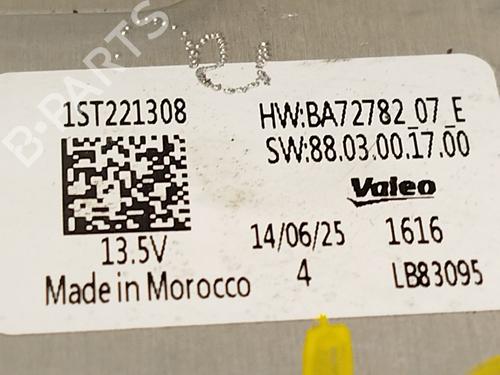 B-PARTS
1ST221308
HW:BA72782_07_E
SW:88.03.00.17.00
Valeo
13.5V
14/06/25
1616
Made in Morocco
4
LB83095